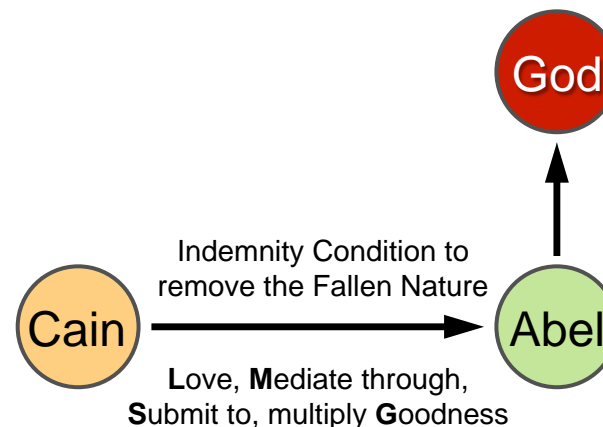 God
Indemnity Condition to
remove the Fallen Nature
Cain
Abel
Love, Mediate through,
Submit to, multiply Goodness